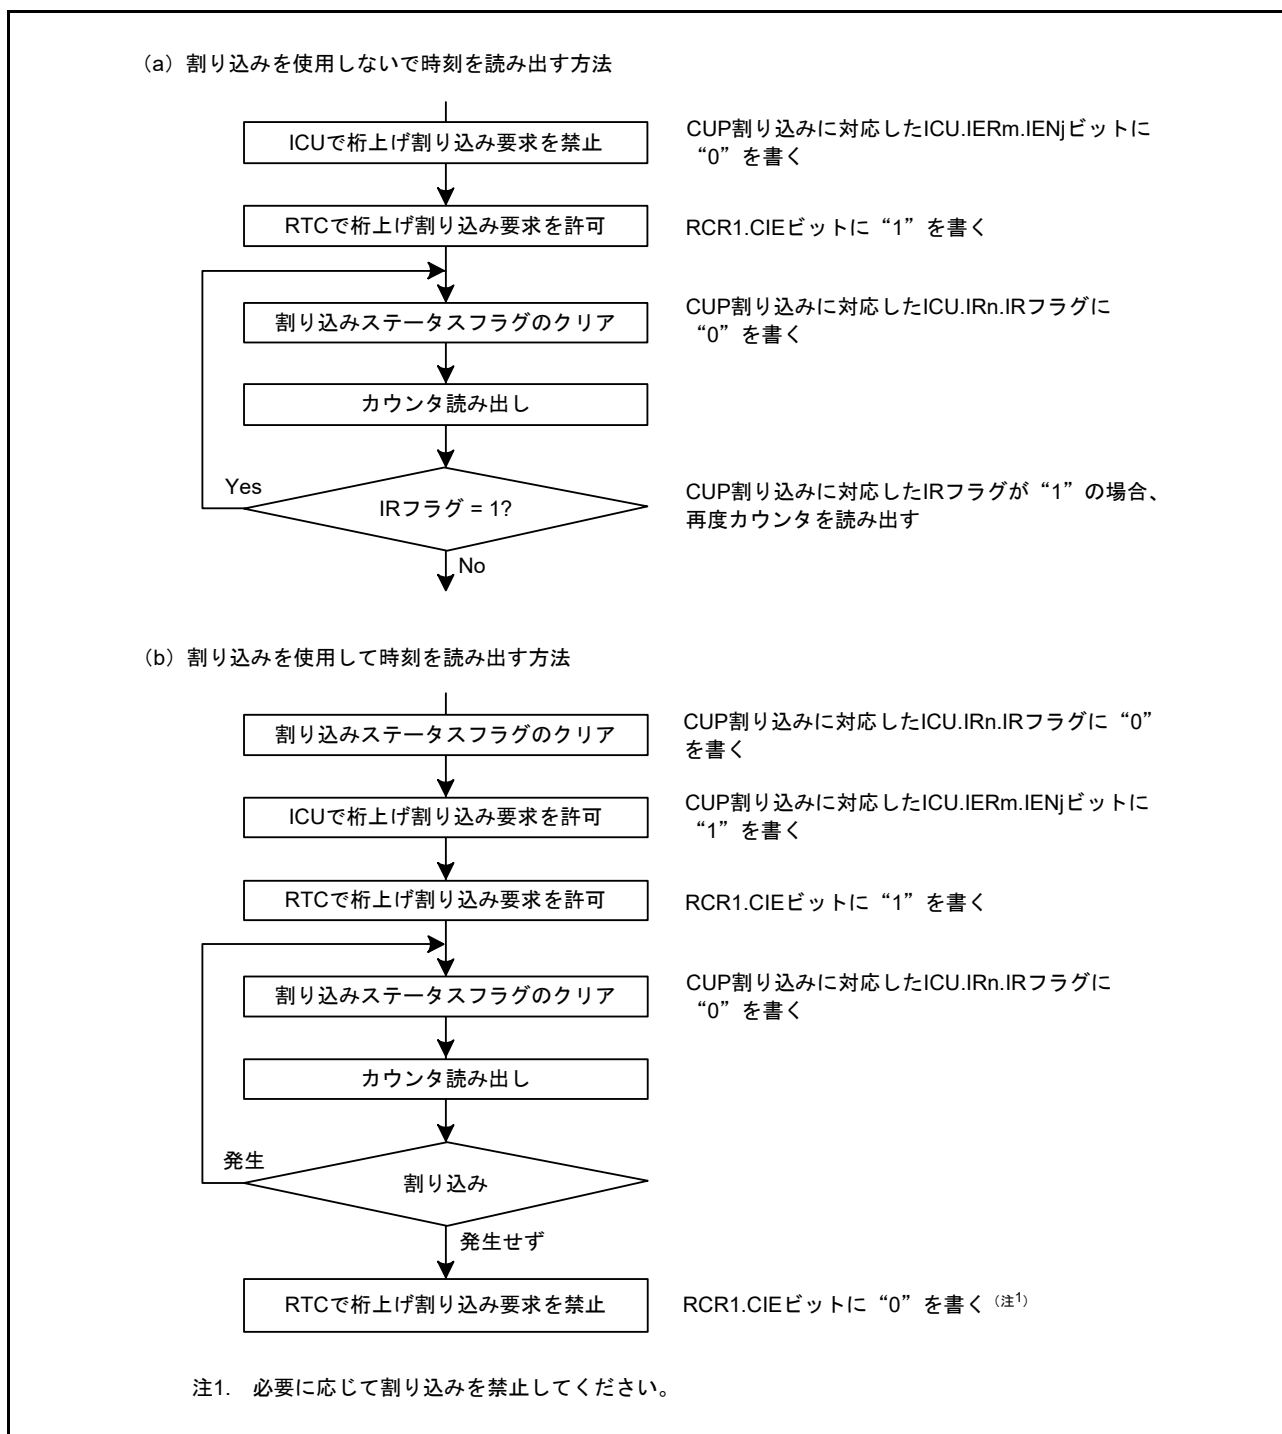 （a）割り込みを使用しないで時刻を読み出す方法
ICUで桁上げ割り込み要求を禁止
CUP割り込みに対応したICU.IERm.IENjビットに
“0”を書く
RTCで桁上げ割り込み要求を許可
RCR1.CIEビットに“1”を書く
割り込みステータスフラグのクリア
CUP割り込みに対応したICU.IRn.IRフラグに
“0”を書く
カウンタ読み出し
Yes
IRフラグ = 1?
CUP割り込みに対応したIRフラグが“1”の場合、
再度カウンタを読み出す
No
（b）割り込みを使用して時刻を読み出す方法
割り込みステータスフラグのクリア
CUP割り込みに対応したICU.IRn.IRフラグに“0”
を書く
ICUで桁上げ割り込み要求を許可
CUP割り込みに対応したICU.IERm.IENjビットに
“1”を書く
RTCで桁上げ割り込み要求を許可
RCR1.CIEビットに“1”を書く
割り込みステータスフラグのクリア
CUP割り込みに対応したICU.IRn.IRフラグに
“0”を書く
カウンタ読み出し
発生
割り込み
発生せず
RTCで桁上げ割り込み要求を禁止
RCR1.CIEビットに“0”を書く（注1）
注1. 必要に応じて割り込みを禁止してください。